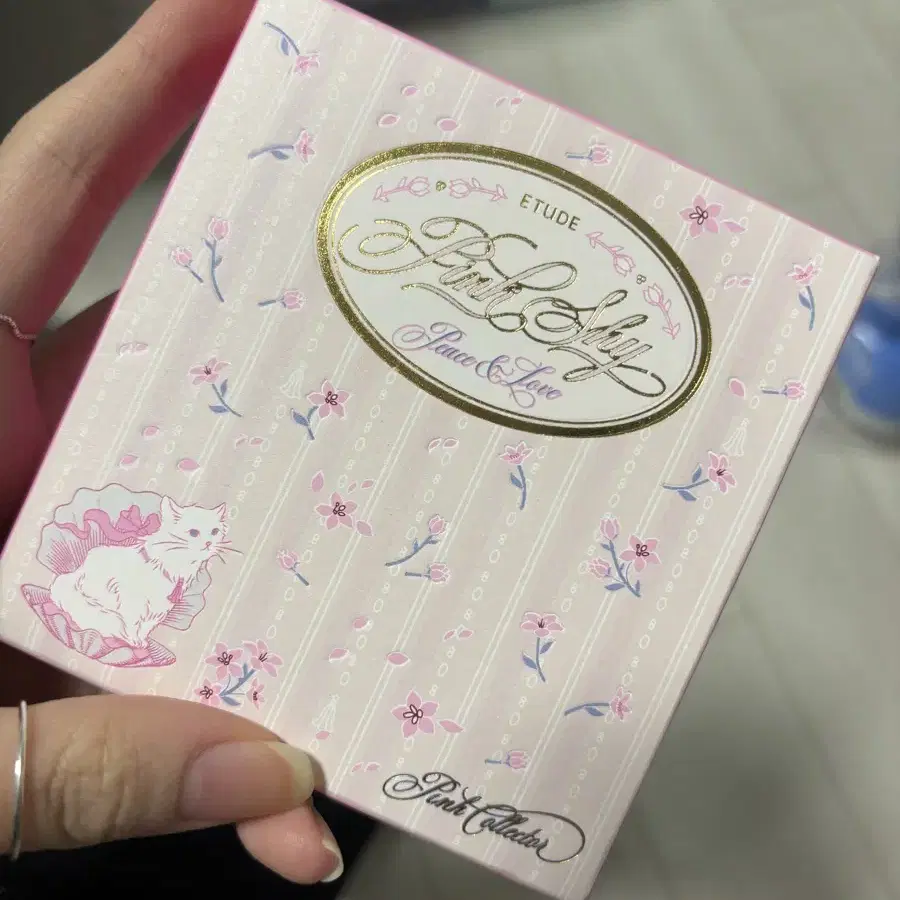 ETUDE
Pink Shy
Peace & Love
Pink Collector